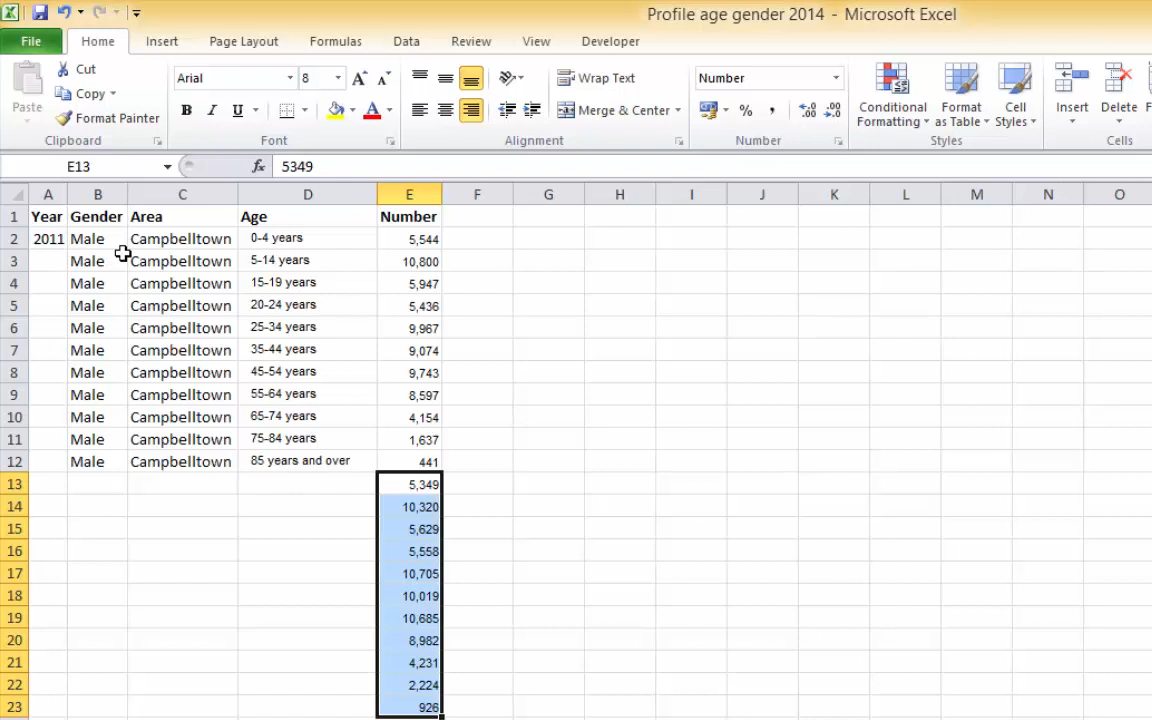 Profile age gender 2014 - Microsoft Excel
File Home Insert Page Layout Formulas Data Review View Developer
Paste Cut Copy Format Painter
Arial 8 A A
B I U A
Wrap Text
Merge & Center
Number
% , .0 .00 .00 .0
Conditional Formatting Format as Table Cell Styles Insert Delete
Clipboard Font Alignment Number Styles Cells
E13 fx 5349
A B C D E F G H I J K L M N O
1 Year Gender Area Age Number
2 2011 Male Campbelltown 0-4 years 5,544
3 Male Campbelltown 5-14 years 10,800
4 Male Campbelltown 15-19 years 5,947
5 Male Campbelltown 20-24 years 5,436
6 Male Campbelltown 25-34 years 9,967
7 Male Campbelltown 35-44 years 9,074
8 Male Campbelltown 45-54 years 9,743
9 Male Campbelltown 55-64 years 8,597
10 Male Campbelltown 65-74 years 4,154
11 Male Campbelltown 75-84 years 1,637
12 Male Campbelltown 85 years and over 441
13 5,349
14 10,320
15 5,629
16 5,558
17 10,705
18 10,019
19 10,685
20 8,982
21 4,231
22 2,224
23 926